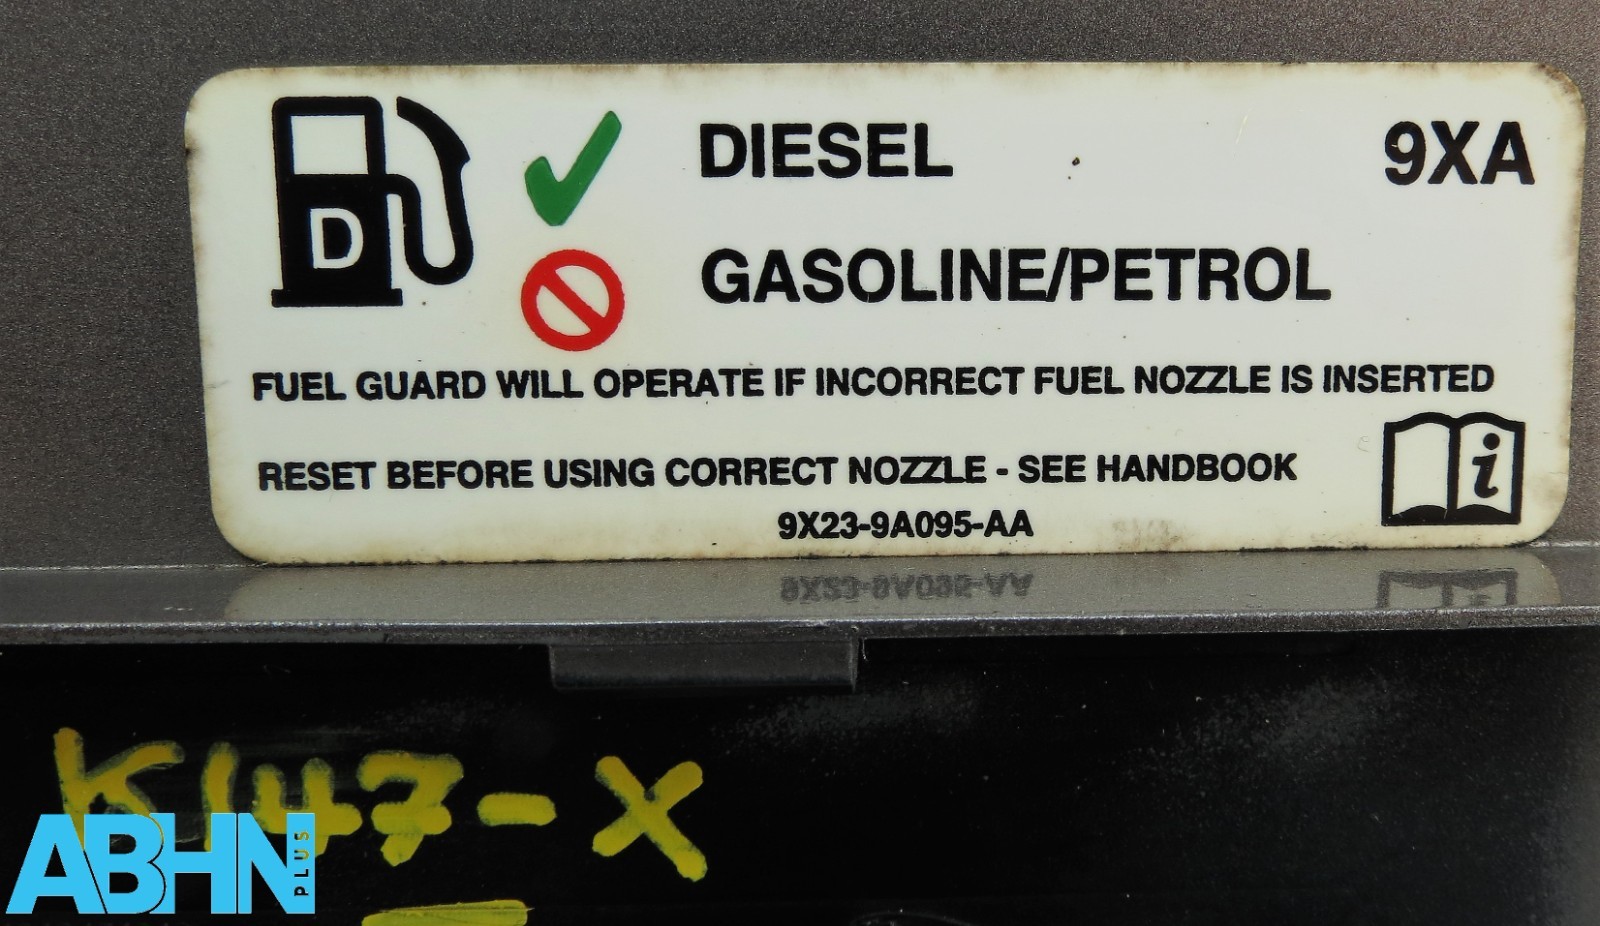 D
DIESEL
9XA
GASOLINE/PETROL
FUEL GUARD WILL OPERATE IF INCORRECT FUEL NOZZLE IS INSERTED
RESET BEFORE USING CORRECT NOZZLE - SEE HANDBOOK
i
9X23-9A095-AA
K147-X
ABHN
PLUS